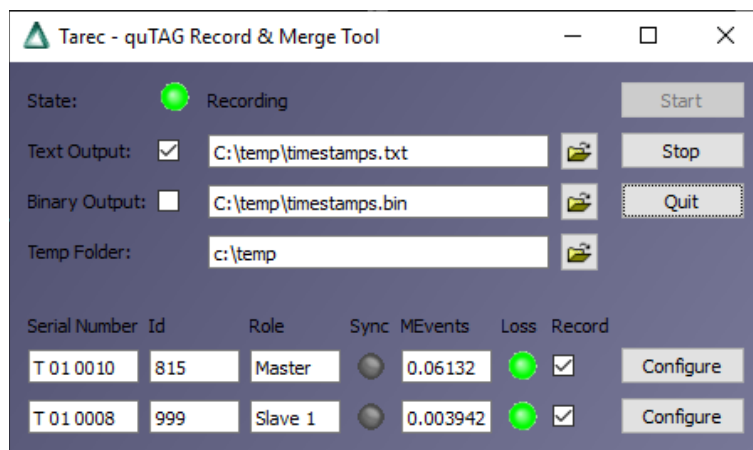 Tarec - quTAG Record & Merge Tool
State: Recording Start
Text Output: C:\temp\timestamps.txt Stop
Binary Output: C:\temp\timestamps.bin Quit
Temp Folder: c:\temp
Serial Number Id Role Sync MEvents Loss Record
T 01 0010 815 Master 0.06132 Configure
T 01 0008 999 Slave 1 0.003942 Configure